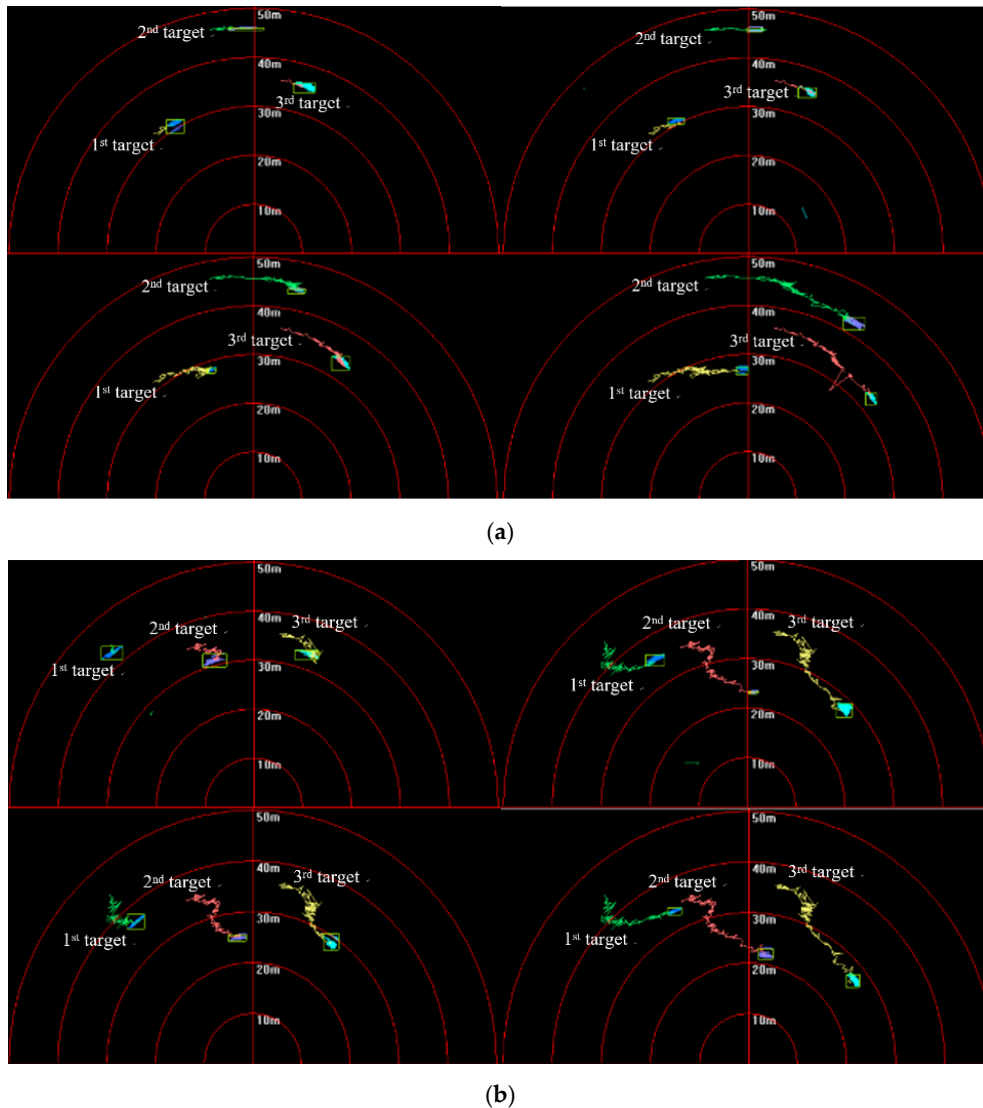 50m 50m
2nd target 2nd target
40m 40m
3rd target 3rd target
30m 30m
1st target 1st target
20m 20m
10m 10m
50m 50m
2nd target 2nd target
40m 40m
3rd target 3rd target
30m 30m
1st target 1st target
20m 20m
10m 10m
(a)
50m 50m
2nd target 3rd target 2nd target 3rd target
40m 40m
1st target 30m 30m
1st target
20m 20m
10m 10m
50m 50m
40m 40m
2nd target 3rd target 2nd target 3rd target
30m 30m
1st target 1st target
20m 20m
10m 10m
(b)